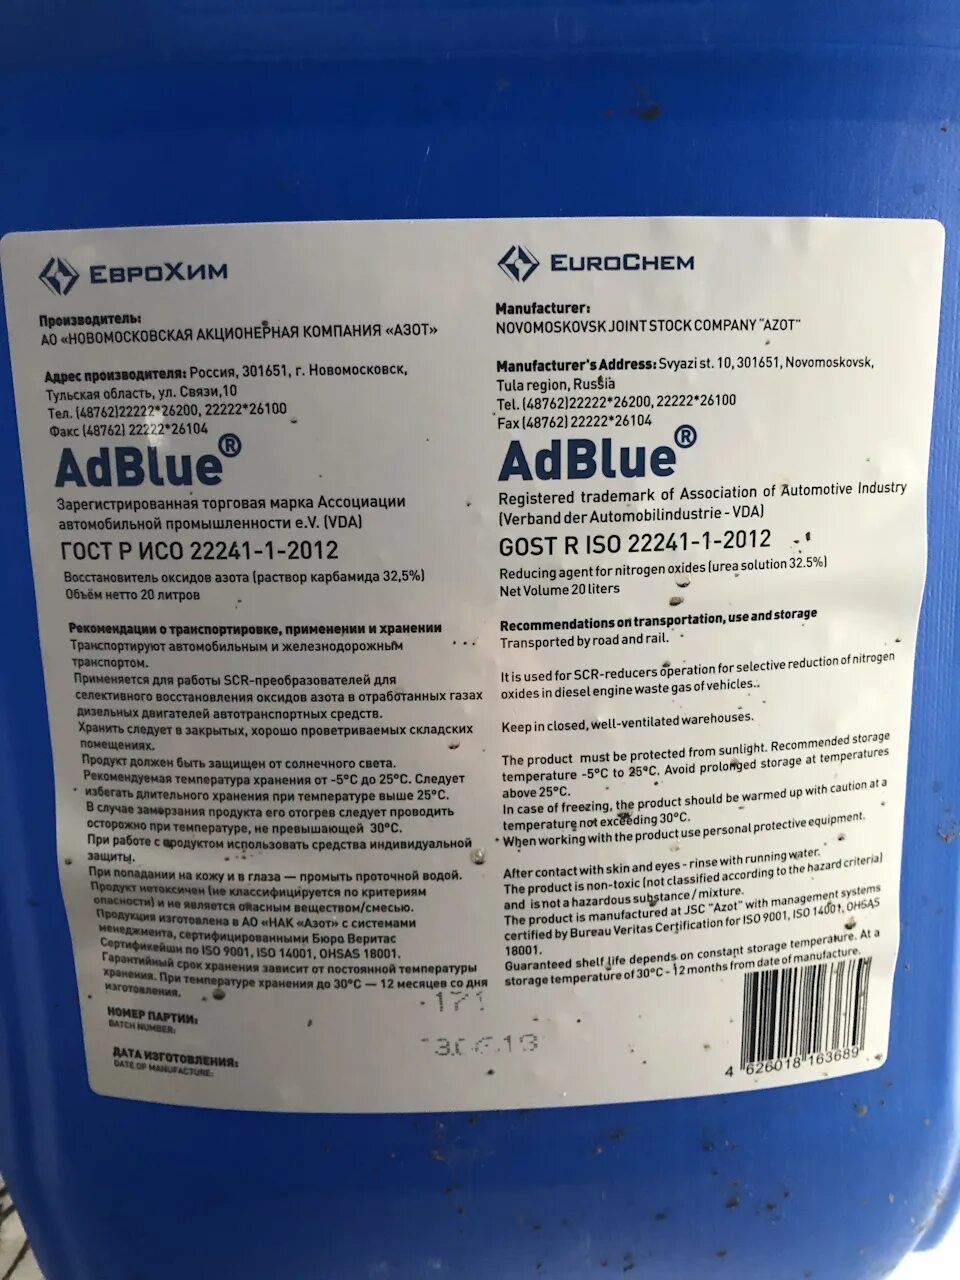 ЕвроХим
Производитель:
АО «НОВОМОСКОВСКАЯ АКЦИОНЕРНАЯ КОМПАНИЯ «АЗОТ»
Адрес производителя: Россия, 301651, г. Новомосковск,
Тульская область, ул. Связи,10
Тел. (48762)22222*26200, 22222*26100
Факс (48762) 22222*26104
AdBlue®
Зарегистрированная торговая марка Ассоциации
автомобильной промышленности e.V. (VDA)
ГОСТ Р ИСО 22241-1-2012
Восстановитель оксидов азота (раствор карбамида 32,5%)
Объём нетто 20 литров
Рекомендации о транспортировке, применении и хранении
Транспортируют автомобильным и железнодорожным
транспортом.
Применяется для работы SCR-преобразователей для
селективного восстановления оксидов азота в отработанных газах
дизельных двигателей автотранспортных средств.
Хранить следует в закрытых, хорошо проветриваемых складских
помещениях.
Продукт должен быть защищен от солнечного света.
Рекомендуемая температура хранения от -5°С до 25°С. Следует
избегать длительного хранения при температуре выше 25°С.
В случае замерзания продукта его отогрев следует проводить
осторожно при температуре, не превышающей 30°С.
При работе с продуктом использовать средства индивидуальной
защиты.
При попадании на кожу и в глаза — промыть проточной водой.
Продукт нетоксичен (не классифицируется по критериям
опасности) и не является опасным веществом/смесью.
Продукция изготовлена в АО «НАК «Азот» с системами
менеджмента, сертифицированными Бюро Веритас
Сертификейшн по ISO 9001, ISO 14001, OHSAS 18001.
Гарантийный срок хранения зависит от постоянной температуры
хранения. При температуре хранения до 30°С — 12 месяцев со дня
изготовления.
НОМЕР ПАРТИИ:
BATCH NUMBER:
171
ДАТА ИЗГОТОВЛЕНИЯ:
DATE OF MANUFACTURE:
EuroChem
Manufacturer:
NOVOMOSKOVSK JOINT STOCK COMPANY "AZOT"
Manufacturer's Address: Svyazi st. 10, 301651, Novomoskovsk,
Tula region, Russia
Tel. (48762)22222*26200, 22222*26100
Fax (48762) 22222*26104
AdBlue®
Registered trademark of Association of Automotive Industry
(Verband der Automobilindustrie - VDA)
GOST R ISO 22241-1-2012
Reducing agent for nitrogen oxides (urea solution 32.5%)
Net Volume 20 liters
Recommendations on transportation, use and storage
Transported by road and rail.
It is used for SCR-reducers operation for selective reduction of nitrogen
oxides in diesel engine waste gas of vehicles..
Keep in closed, well-ventilated warehouses.
The product must be protected from sunlight. Recommended storage
temperature -5°C to 25°C. Avoid prolonged storage at temperatures
above 25°C.
In case of freezing, the product should be warmed up with caution at a
temperature not exceeding 30°C.
When working with the product use personal protective equipment.
After contact with skin and eyes - rinse with running water.
The product is non-toxic (not classified according to the hazard criteria)
and is not a hazardous substance / mixture.
The product is manufactured at JSC "Azot" with management systems
certified by Bureau Veritas Certification for ISO 9001, ISO 14001, OHSAS
18001.
Guaranteed shelf life depends on constant storage temperature. At a
storage temperature of 30°C - 12 months from date of manufacture.
4 626018 163689